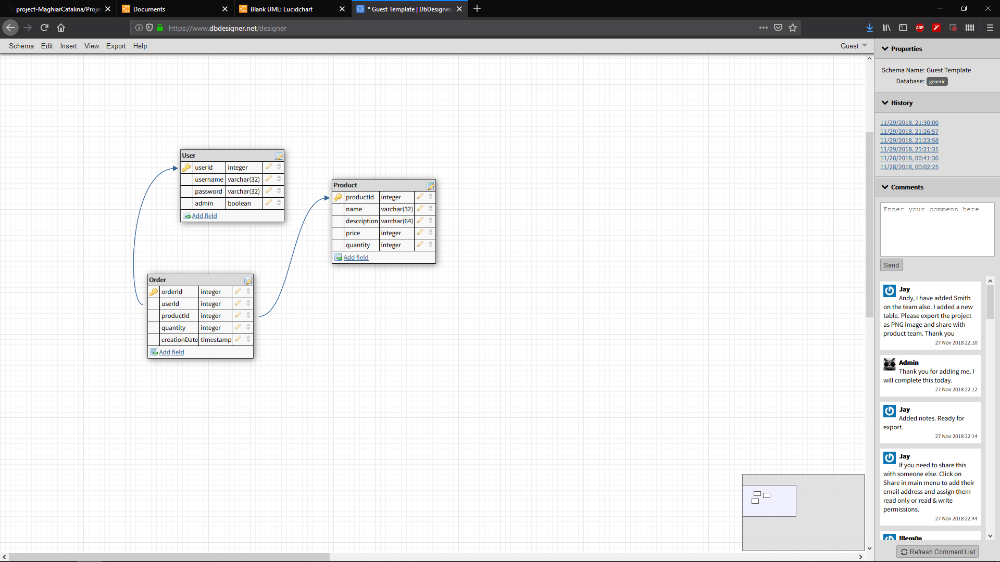 project-MaghiarCatalina/Proje
Documents
Blank UML: Lucidchart
* Guest Template | DbDesigner.
https://www.dbdesigner.net/designer
ABP
Schema Edit Insert View Export Help
Guest
User
userId integer
username varchar(32)
password varchar(32)
admin boolean
Add field
Product
productId integer
name varchar(32)
description varchar(64)
price integer
quantity integer
Add field
Order
orderId integer
userId integer
productId integer
quantity integer
creationDate timestamp
Add field
Properties
Schema Name: Guest Template
Database: generic
History
11/29/2018, 21:30:00
11/29/2018, 21:26:57
11/29/2018, 21:23:58
11/29/2018, 21:21:31
11/28/2018, 00:41:36
11/28/2018, 00:02:25
Comments
Enter your comment here
Send
Jay
Andy, I have added Smith
on the team also. I added a new
table. Please export the project
as PNG image and share with
product team. Thank you
27 Nov 2018 22:10
Admin
Thank you for adding me. I
will complete this today.
27 Nov 2018 22:12
Jay
Added notes. Ready for
export.
27 Nov 2018 22:14
Jay
If you need to share this
with someone else. Click on
Share in main menu to add their
email address and assign them
read only or read & write
permissions.
27 Nov 2018 22:44
Refresh Comment List